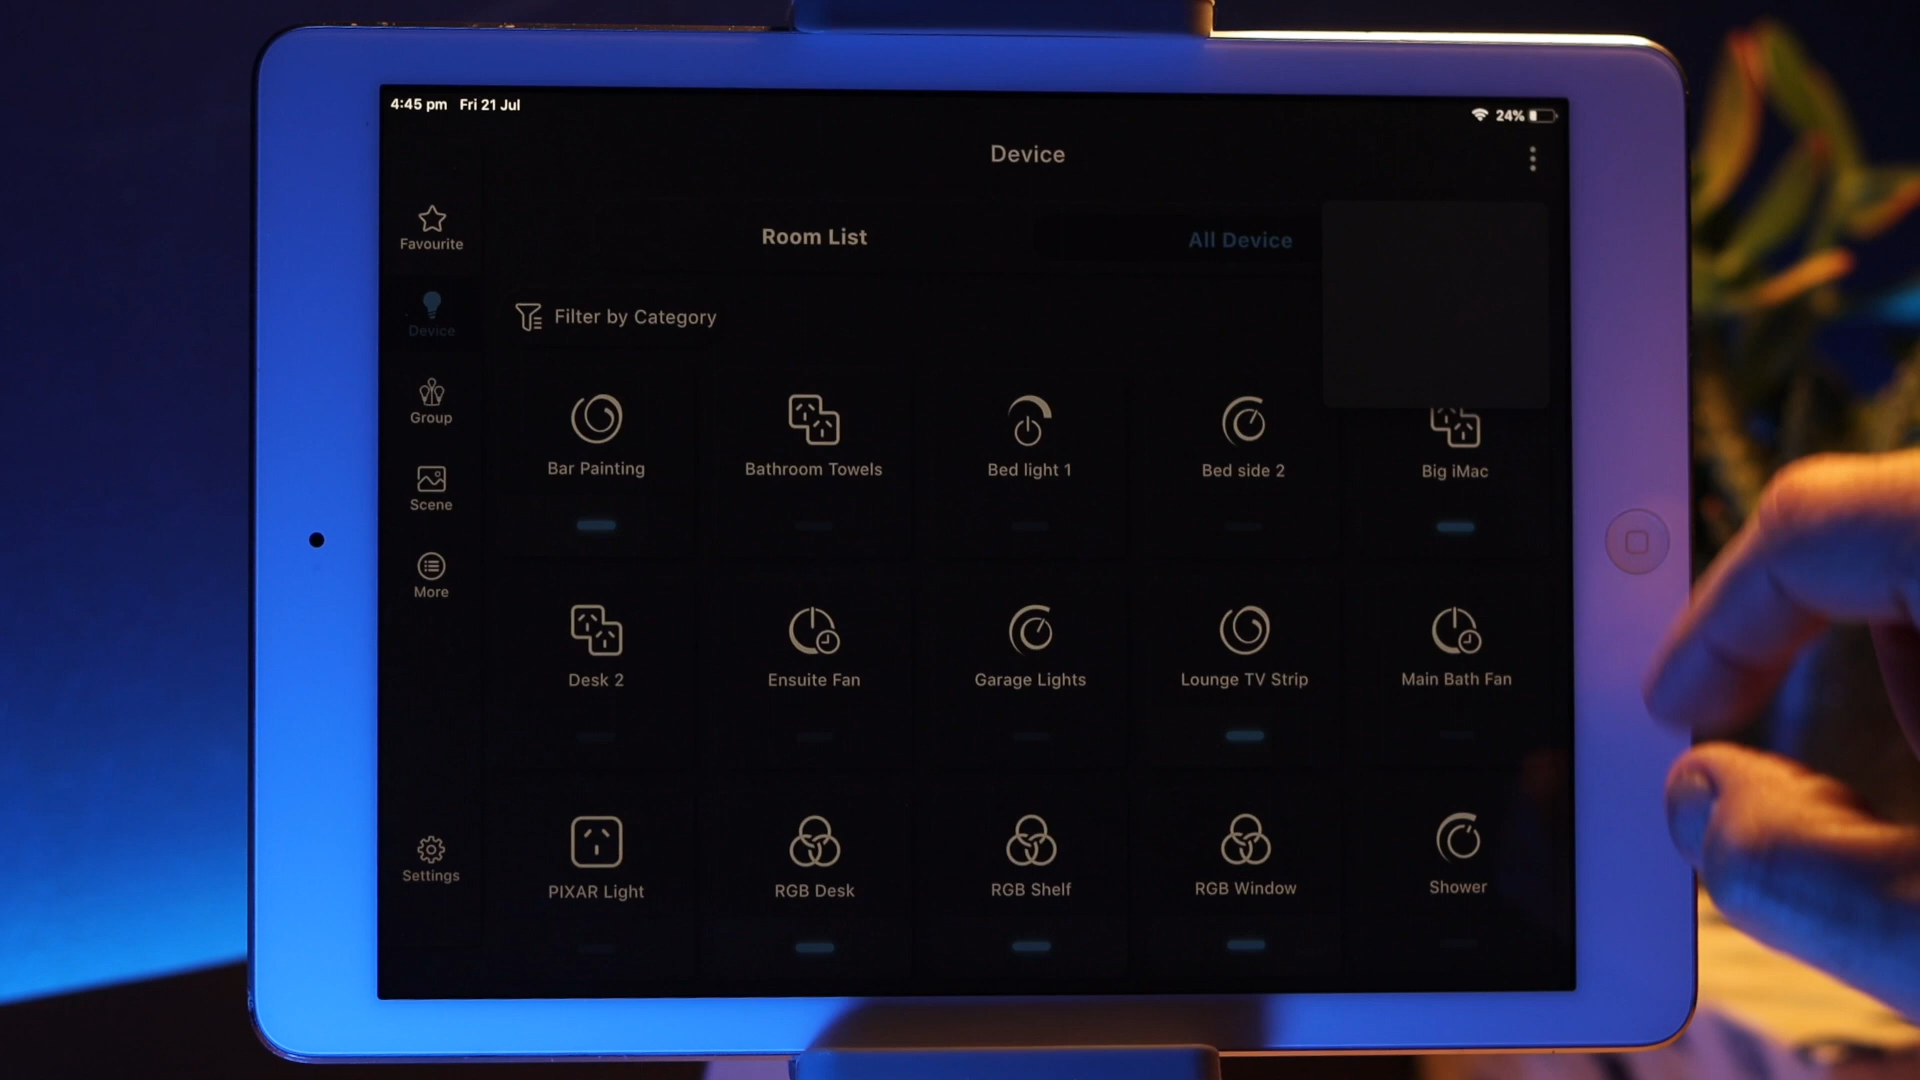 4:45 pm Fri 21 Jul
24%
Device
Favourite
Room List
All Device
Device
Filter by Category
Group
Bar Painting
Bathroom Towels
Bed light 1
Bed side 2
Big iMac
Scene
More
Desk 2
Ensuite Fan
Garage Lights
Lounge TV Strip
Main Bath Fan
Settings
PIXAR Light
RGB Desk
RGB Shelf
RGB Window
Shower